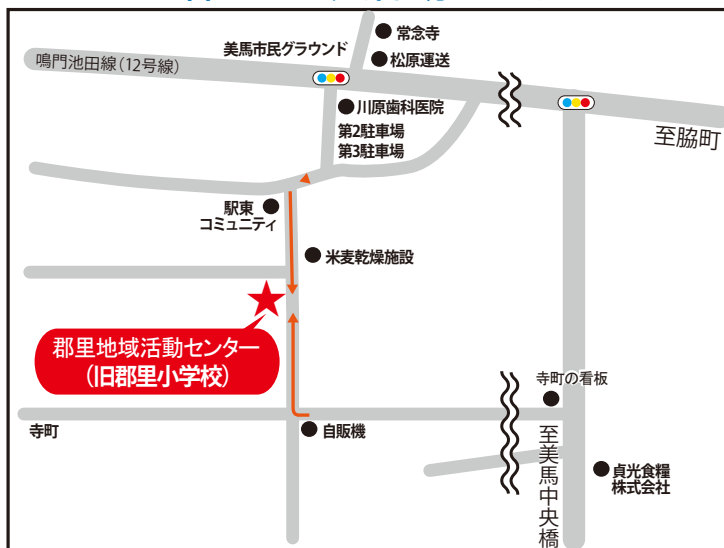 常念寺
美馬市民グラウンド
松原運送
鳴門池田線(12号線)
川原歯科医院
第2駐車場
第3駐車場
至脇町
駅東
コミュニティ
米麦乾燥施設
郡里地域活動センター
(旧郡里小学校)
寺町の看板
寺町
自販機
至美馬中央橋
貞光食糧
株式会社